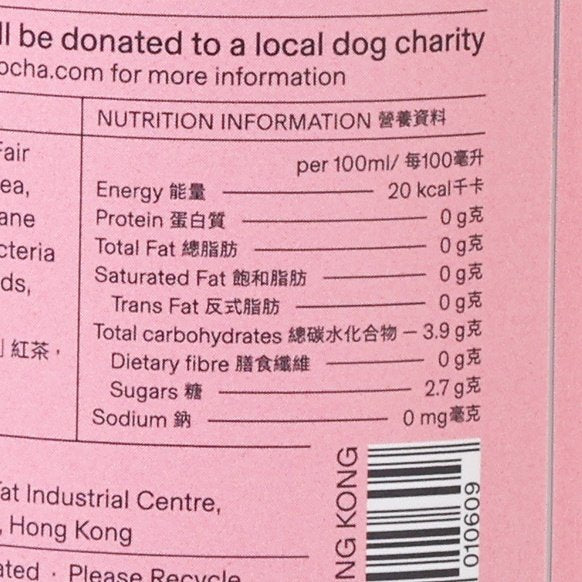 ll be donated to a local dog charity
ocha.com for more information
NUTRITION INFORMATION 營養資料
per 100ml/ 每100毫升
Energy 能量 20 kcal千卡
Protein 蛋白質 0 g克
Total Fat 總脂肪 0 g克
Saturated Fat 飽和脂肪 0 g克
Trans Fat 反式脂肪 0 g克
Total carbohydrates 總碳水化合物 3.9 g克
Dietary fibre 膳食纖維 0 g克
Sugars 糖 2.7 g克
Sodium 鈉 0 mg毫克
Fair
ea,
ane
cteria
ds,
紅茶，
at Industrial Centre,
, Hong Kong
ated · Please Recycle
NG KONG
010609